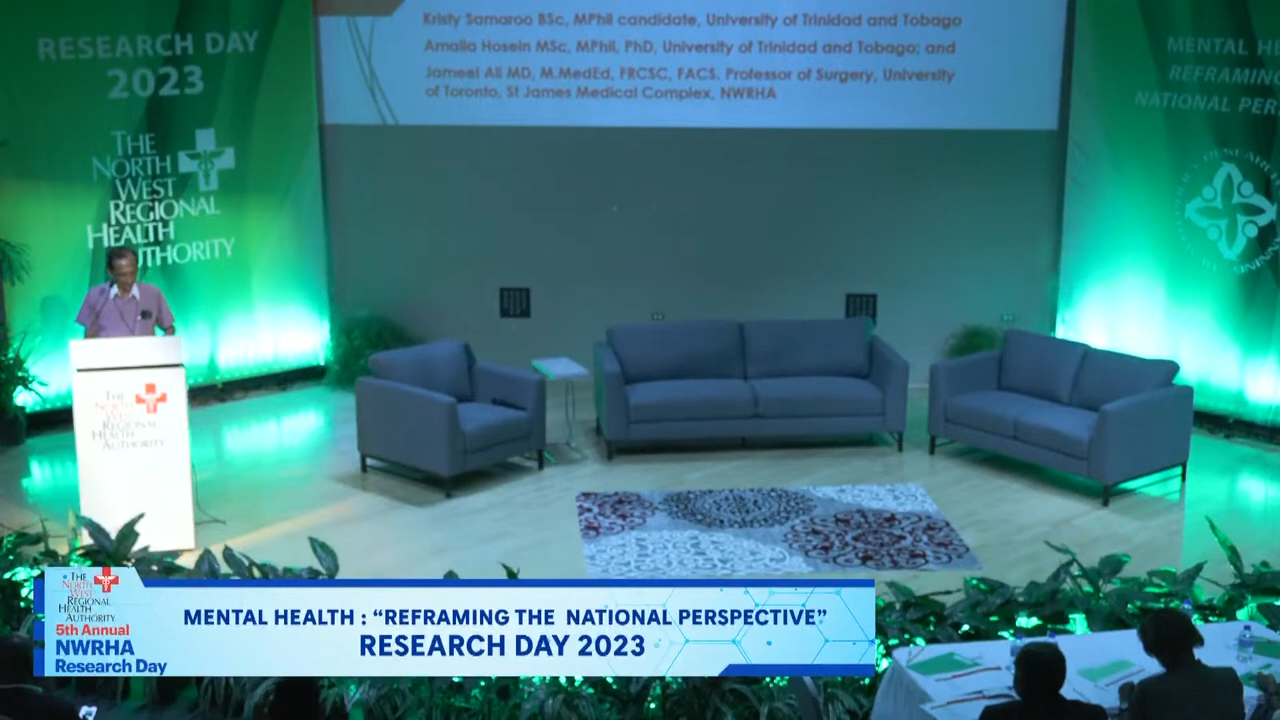 RESEARCH DAY
2023
THE
NORTH
WEST
REGIONAL
HEALTH
AUTHORITY
Kristy Samaroo BSc, MPhil candidate, University of Trinidad and Tobago
Amalia Hosein MSc, MPhil, PhD, University of Trinidad and Tobago; and
Jameel Ali MD, M.MedEd, FRCSC, FACS, Professor of Surgery, University
of Toronto, St James Medical Complex, NWRHA
MENTAL HE
REFRAMING
NATIONAL PER
THE
NORTH
WEST
REGIONAL
HEALTH
AUTHORITY
THE
NORTH
WEST
REGIONAL
HEALTH
AUTHORITY
5th Annual
NWRHA
Research Day
MENTAL HEALTH : “REFRAMING THE NATIONAL PERSPECTIVE”
RESEARCH DAY 2023